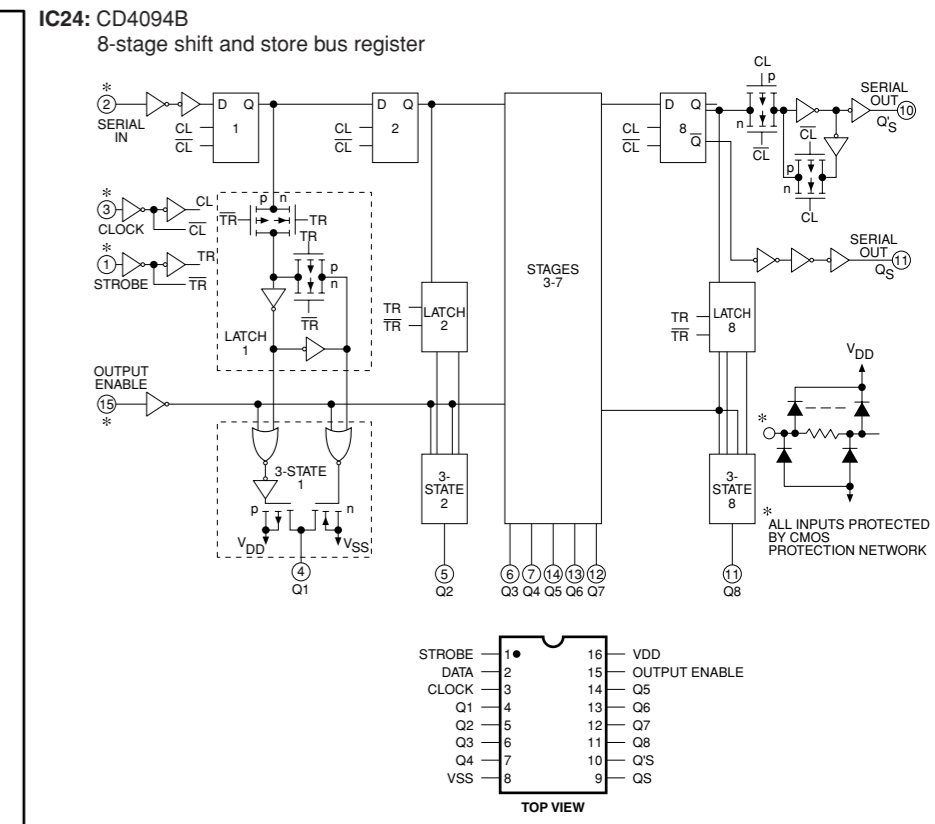 IC24: CD4094B
8-stage shift and store bus register
*
2
SERIAL
IN
D Q
CL
CL
1
D Q
CL
CL
2
STAGES
3-7
D Q
CL
CL
8
Q
CL
p
n
CL
SERIAL
OUT
10
Q'S
CL
p
n
CL
*
3
CLOCK
CL
CL
*
1
STROBE
TR
TR
p n
TR
TR
TR
p
n
TR
LATCH
1
TR
TR
LATCH
2
TR
TR
LATCH
8
SERIAL
OUT
11
QS
OUTPUT
ENABLE
15
*
3-STATE
1
p
n
VDD
VSS
4
Q1
3-
STATE
2
5
Q2
6 7 14 13 12
Q3 Q4 Q5 Q6 Q7
3-
STATE
8
11
Q8
VDD
*
*
ALL INPUTS PROTECTED
BY CMOS
PROTECTION NETWORK
STROBE 1 16 VDD
DATA 2 15 OUTPUT ENABLE
CLOCK 3 14 Q5
Q1 4 13 Q6
Q2 5 12 Q7
Q3 6 11 Q8
Q4 7 10 Q'S
VSS 8 9 QS
TOP VIEW